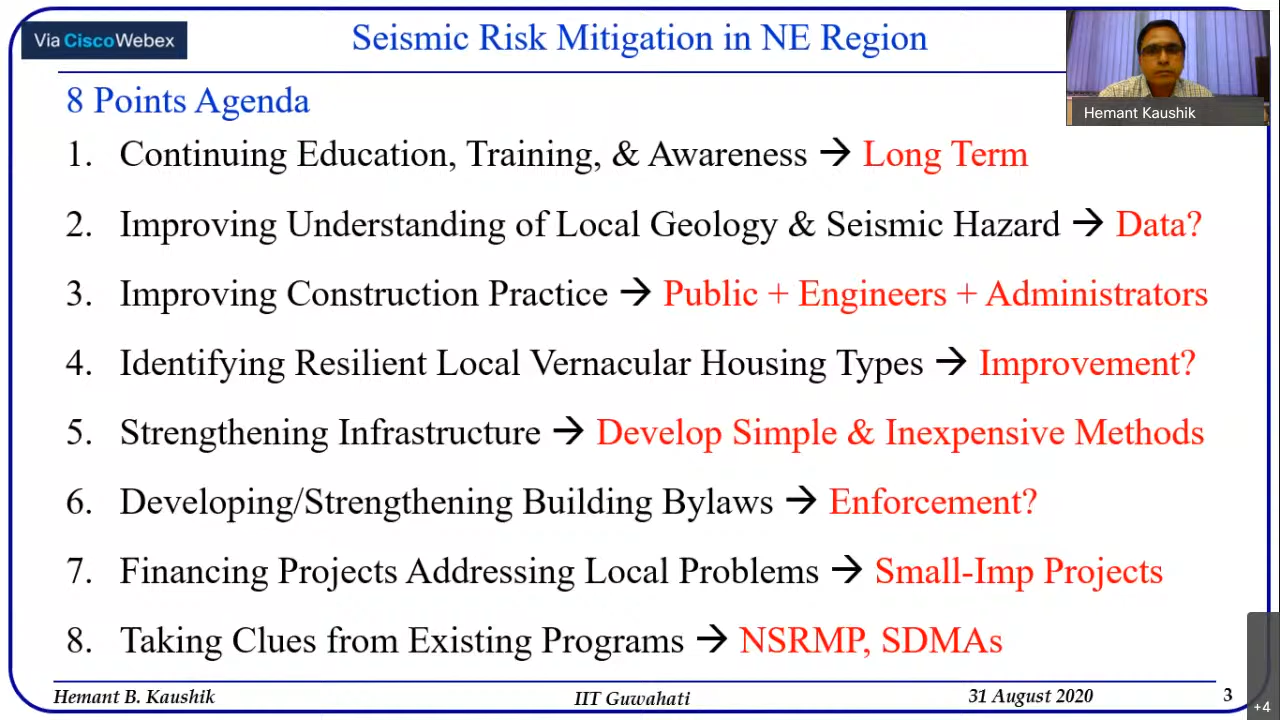 Via CiscoWebex
Seismic Risk Mitigation in NE Region
Hemant Kaushik
8 Points Agenda
1. Continuing Education, Training, & Awareness → Long Term
2. Improving Understanding of Local Geology & Seismic Hazard → Data?
3. Improving Construction Practice → Public + Engineers + Administrators
4. Identifying Resilient Local Vernacular Housing Types → Improvement?
5. Strengthening Infrastructure → Develop Simple & Inexpensive Methods
6. Developing/Strengthening Building Bylaws → Enforcement?
7. Financing Projects Addressing Local Problems → Small-Imp Projects
8. Taking Clues from Existing Programs → NSRMP, SDMAs
Hemant B. Kaushik IIT Guwahati 31 August 2020 3
+4